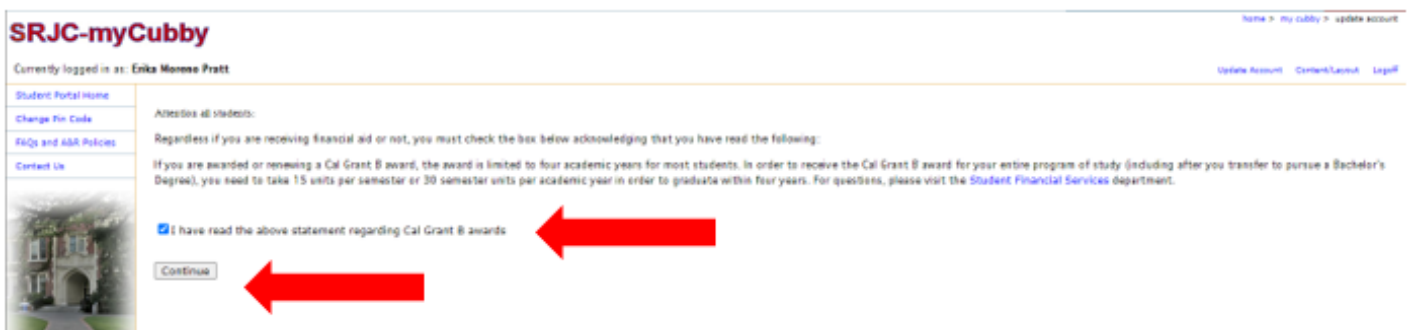 home > my cubby > update account
SRJC-myCubby
Currently logged in as: Erika Moreno Pratt
Update Account Content/Layout Logoff
Student Portal Home
Change Pin Code
FAQs and A&R Policies
Contact Us
Attention all students:
Regardless if you are receiving financial aid or not, you must check the box below acknowledging that you have read the following:
If you are awarded or renewing a Cal Grant B award, the award is limited to four academic years for most students. In order to receive the Cal Grant B award for your entire program of study (including after you transfer to pursue a Bachelor's
Degree), you need to take 15 units per semester or 30 semester units per academic year in order to graduate within four years. For questions, please visit the Student Financial Services department.
I have read the above statement regarding Cal Grant B awards
Continue